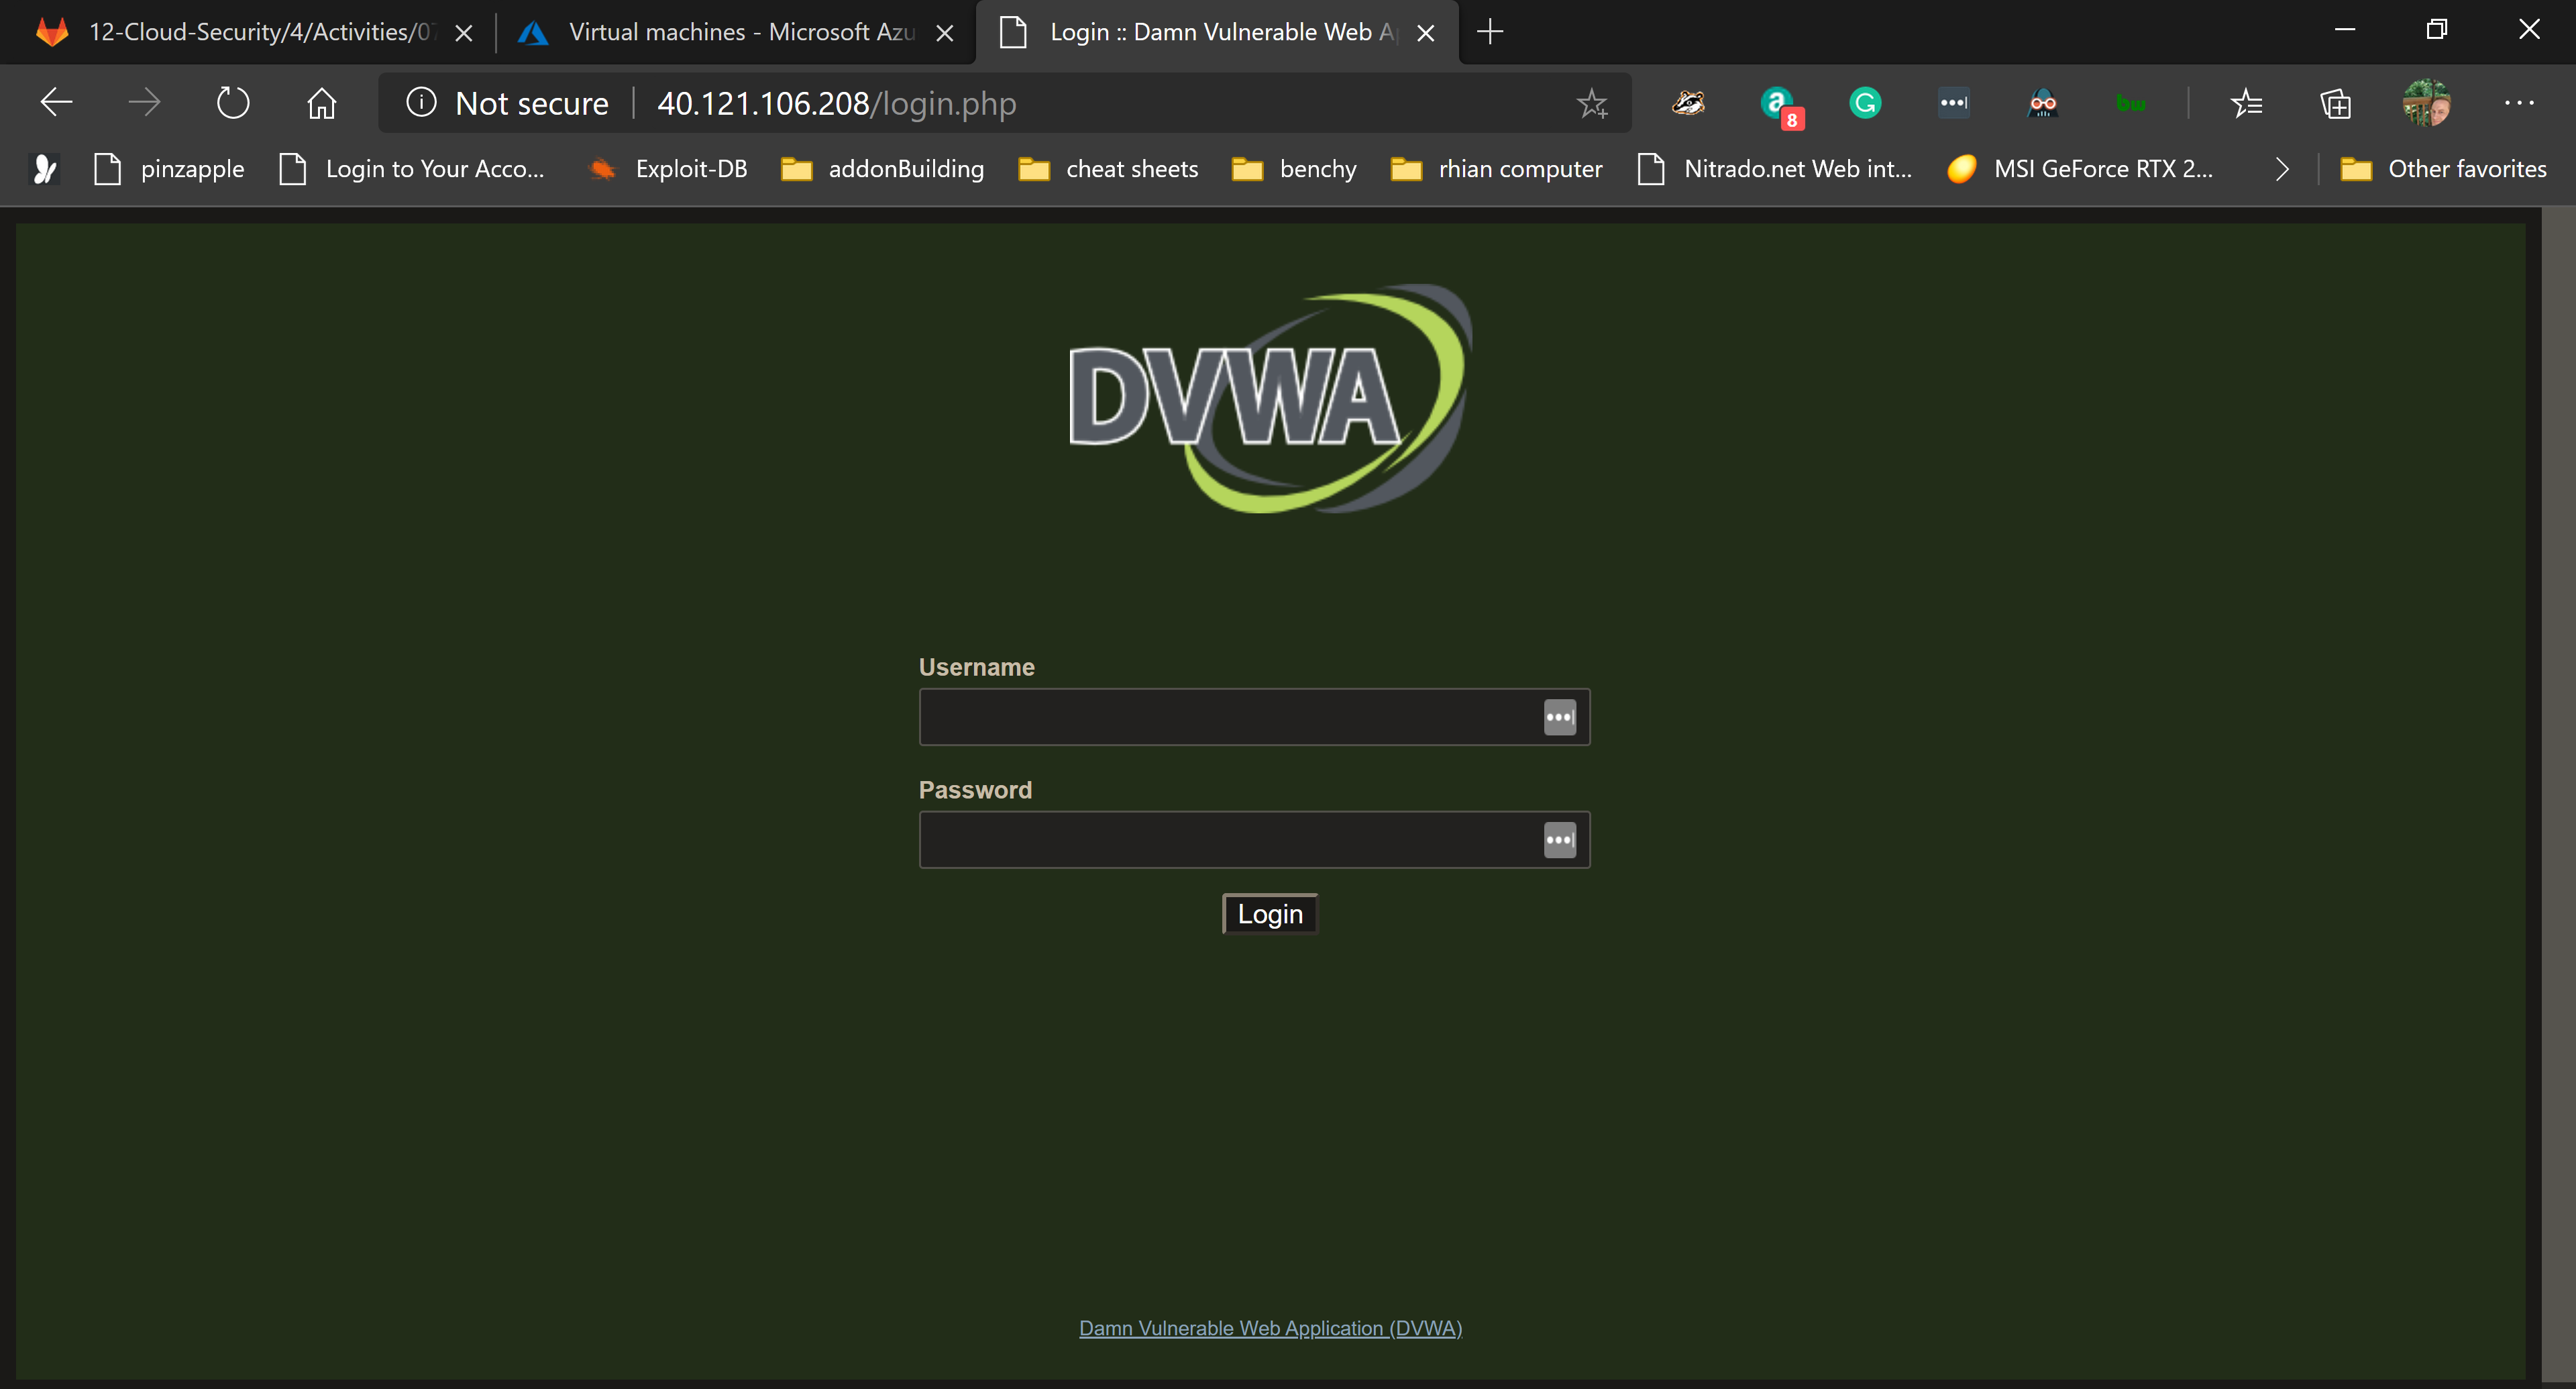 12-Cloud-Security/4/Activities/07
Virtual machines - Microsoft Azu
Login :: Damn Vulnerable Web A
Not secure
40.121.106.208/login.php
a
8
G
bw
pinzapple
Login to Your Acco...
Exploit-DB
addonBuilding
cheat sheets
benchy
rhian computer
Nitrado.net Web int...
MSI GeForce RTX 2...
Other favorites
DVWA
Username
Password
Login
Damn Vulnerable Web Application (DVWA)